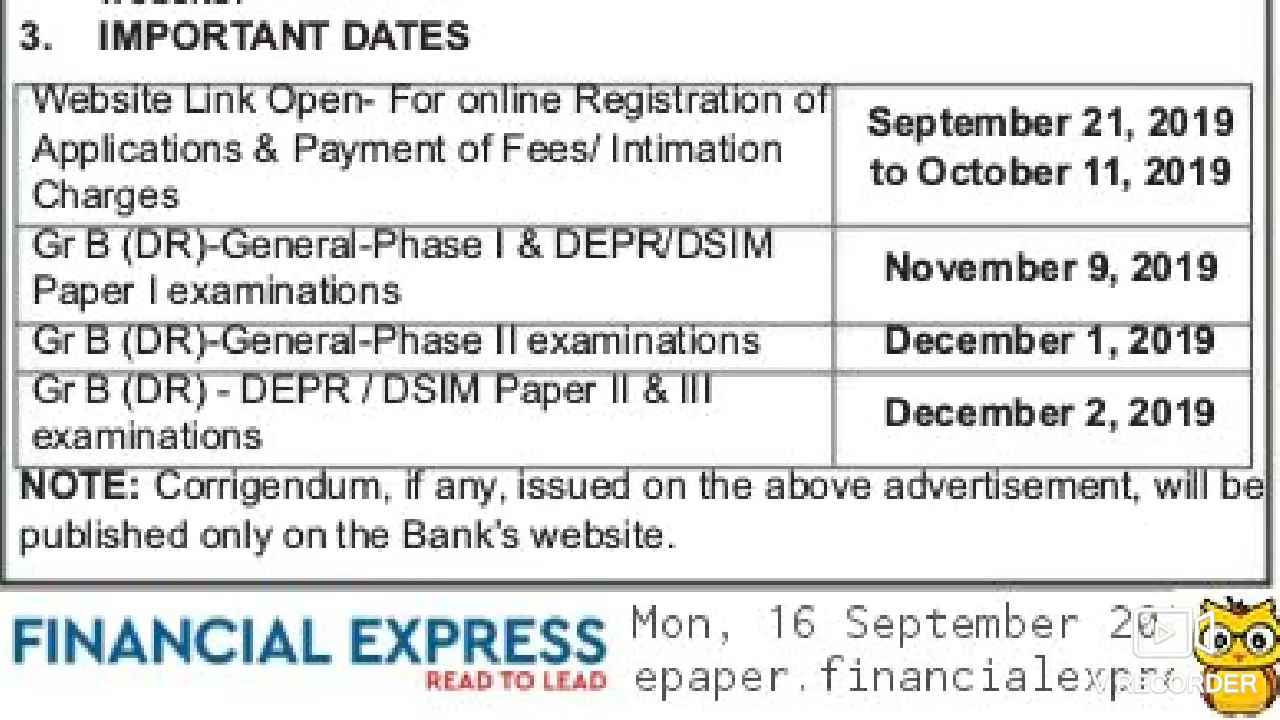 3. IMPORTANT DATES
Website Link Open- For online Registration of
Applications & Payment of Fees/ Intimation
Charges
September 21, 2019
to October 11, 2019
Gr B (DR)-General-Phase I & DEPR/DSIM
Paper I examinations
November 9, 2019
Gr B (DR)-General-Phase II examinations
December 1, 2019
Gr B (DR) - DEPR / DSIM Paper II & III
examinations
December 2, 2019
NOTE: Corrigendum, if any, issued on the above advertisement, will be
published only on the Bank's website.
FINANCIAL EXPRESS
READ TO LEAD
Mon, 16 September
epaper.financialexpr